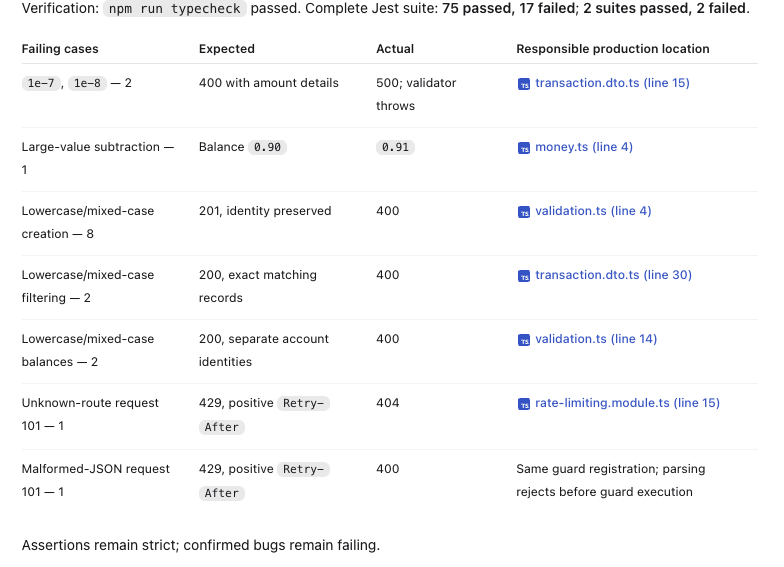 Verification: npm run typecheck passed. Complete Jest suite: 75 passed, 17 failed; 2 suites passed, 2 failed.
Failing cases Expected Actual Responsible production location
1e-7, 1e-8 — 2 400 with amount details 500; validator TS transaction.dto.ts (line 15)
throws
Large-value subtraction — Balance 0.90 0.91 TS money.ts (line 4)
1
Lowercase/mixed-case 201, identity preserved 400 TS validation.ts (line 4)
creation — 8
Lowercase/mixed-case 200, exact matching 400 TS transaction.dto.ts (line 30)
filtering — 2 records
Lowercase/mixed-case 200, separate account 400 TS validation.ts (line 14)
balances — 2 identities
Unknown-route request 429, positive Retry- 404 TS rate-limiting.module.ts (line 15)
101 — 1 After
Malformed-JSON request 429, positive Retry- 400 Same guard registration; parsing
101 — 1 After rejects before guard execution
Assertions remain strict; confirmed bugs remain failing.